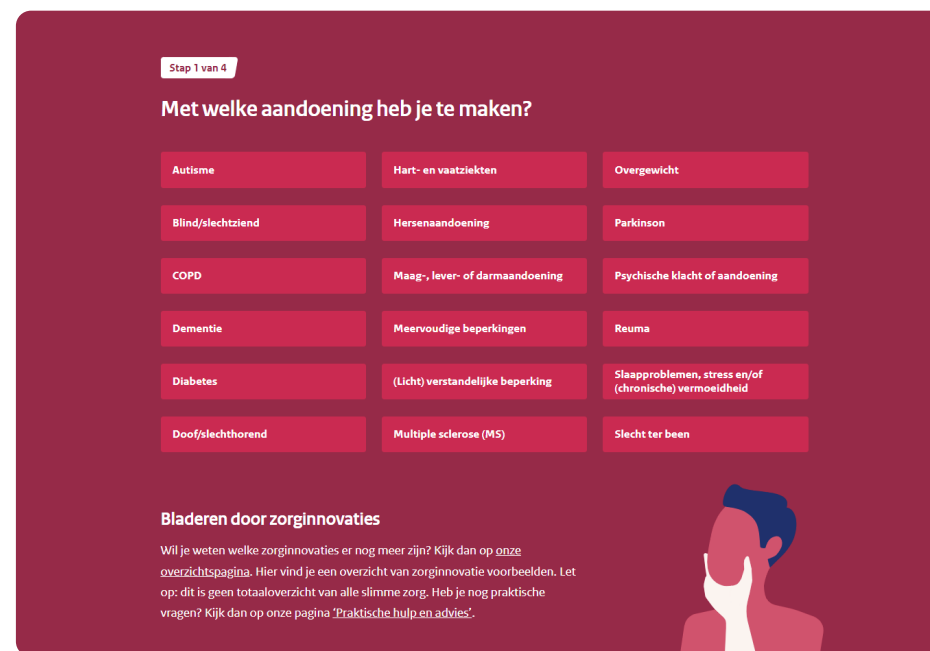 Stap 1 van 4
Met welke aandoening heb je te maken?
Autisme
Hart- en vaatziekten
Overgewicht
Blind/slechtziend
Hersenaandoening
Parkinson
COPD
Maag-, lever- of darmaandoening
Psychische klacht of aandoening
Dementie
Meervoudige beperkingen
Reuma
Diabetes
(Licht) verstandelijke beperking
Slaapproblemen, stress en/of
(chronische) vermoeidheid
Doof/slechthorend
Multiple sclerose (MS)
Slecht ter been
Bladeren door zorginnovaties
Wil je weten welke zorginnovaties er nog meer zijn? Kijk dan op onze
overzichtspagina. Hier vind je een overzicht van zorginnovatie voorbeelden. Let
op: dit is geen totaaloverzicht van alle slimme zorg. Heb je nog praktische
vragen? Kijk dan op onze pagina ‘Praktische hulp en advies’.